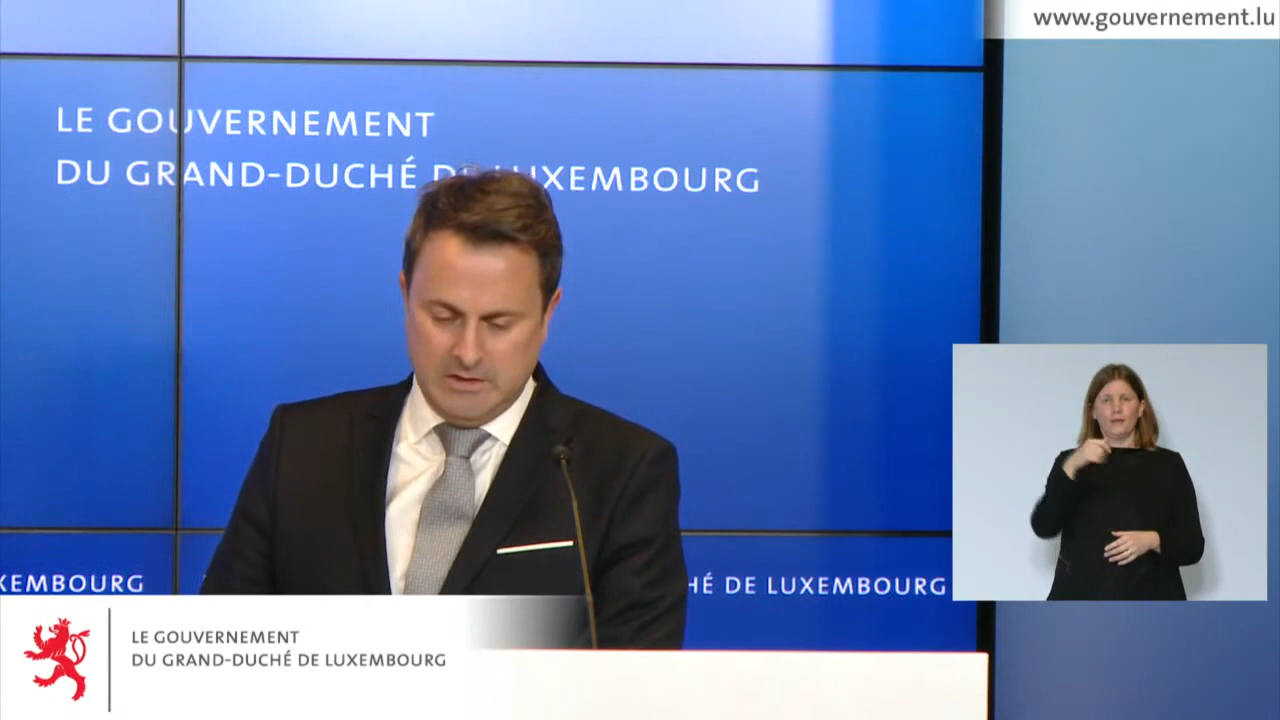 www.gouvernement.lu
LE GOUVERNEMENT
DU GRAND-DUCHÉ DE LUXEMBOURG
XEMBOURG
HÉ DE LUXEMBOURG
LE GOUVERNEMENT
DU GRAND-DUCHÉ DE LUXEMBOURG